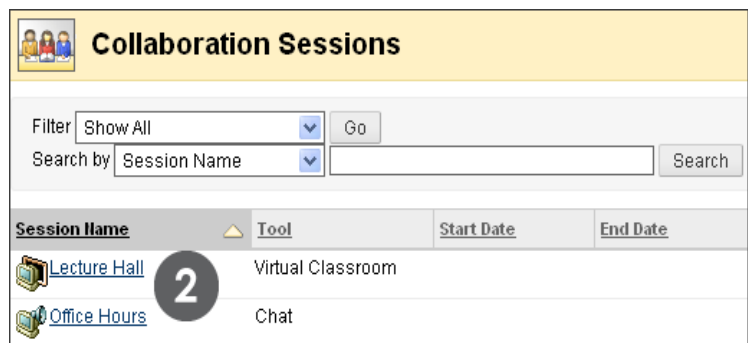 Collaboration Sessions
Filter Show All Go
Search by Session Name Search
Session Name Tool Start Date End Date
Lecture Hall Virtual Classroom
2
Office Hours Chat